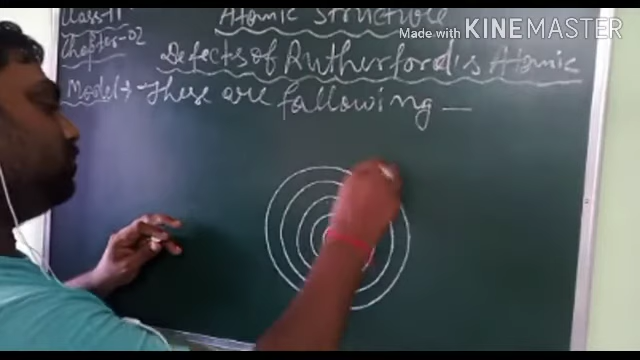 Class-11
Atomic Structure
Made with KINEMASTER
Chapter-02
Defects of Rutherford's Atomic
Model:- These are following —